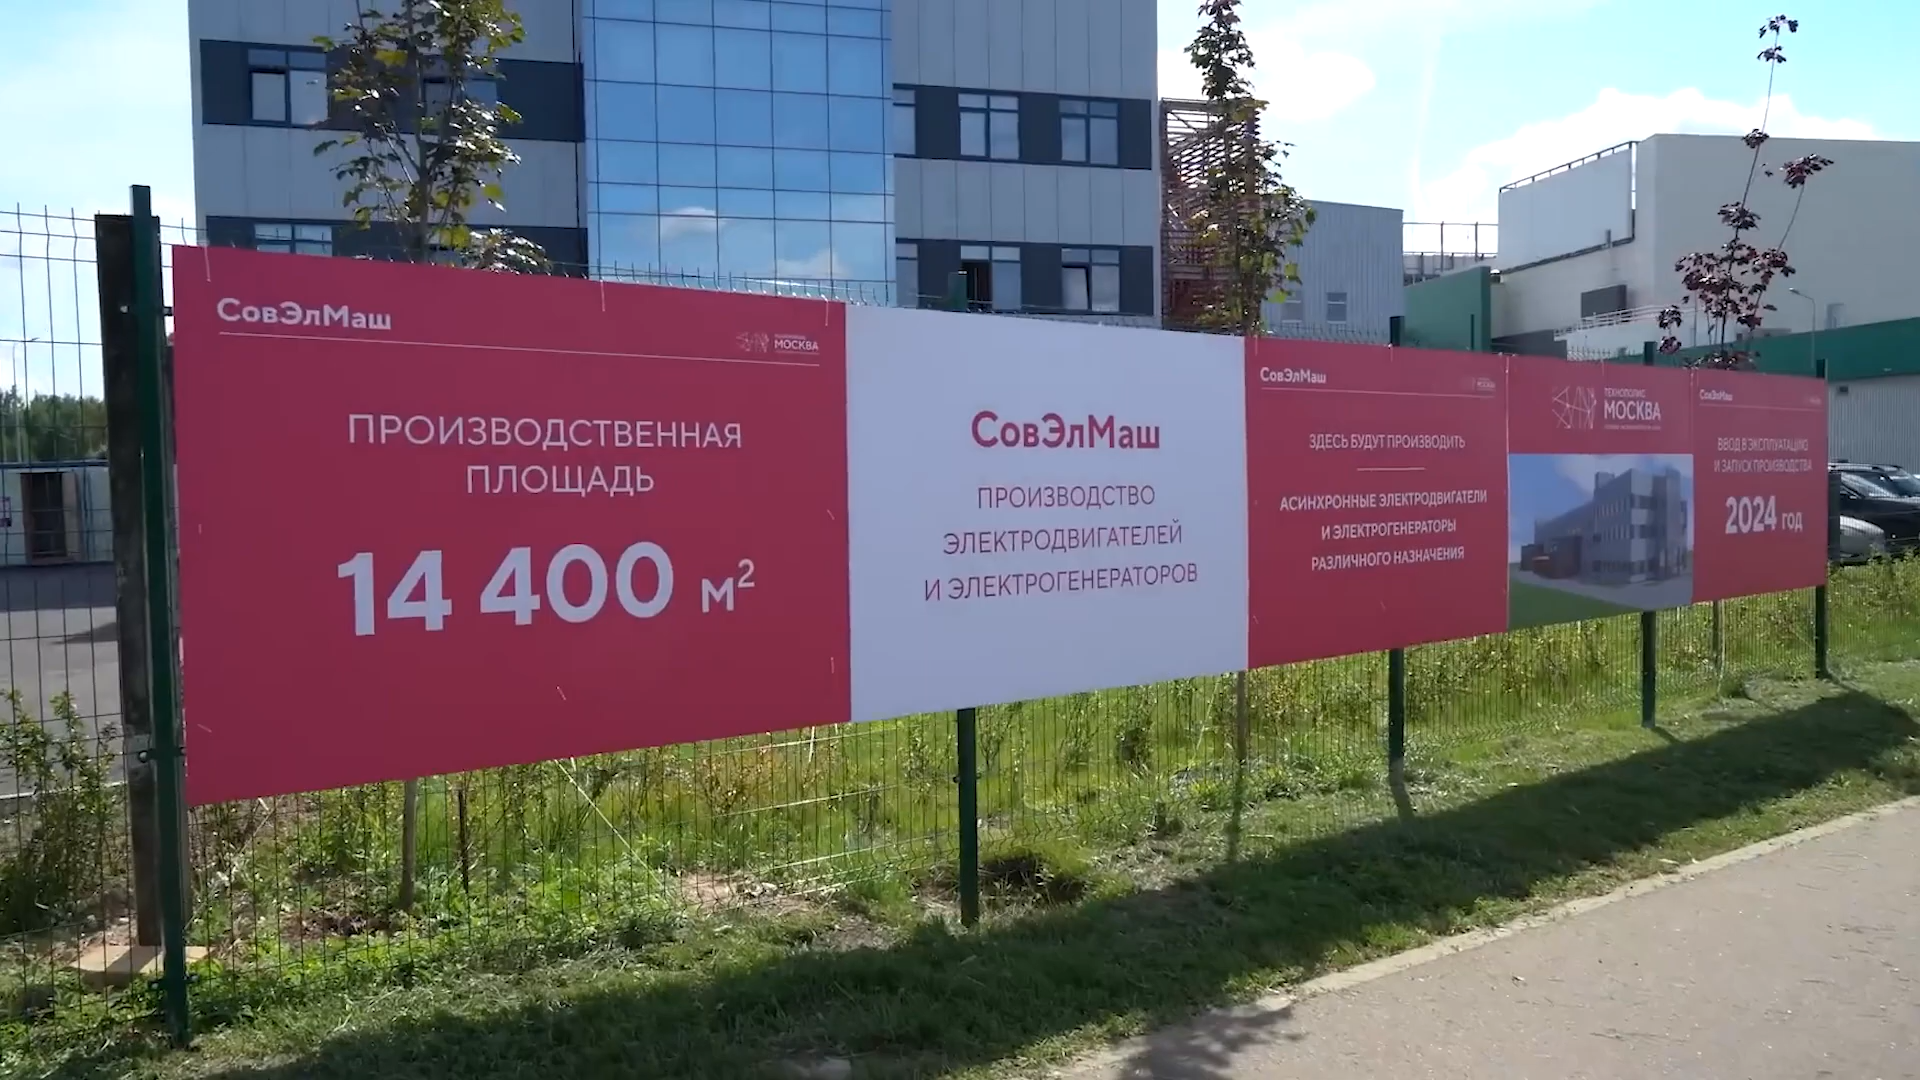 СовЭлМаш
МОСКВА
ПРОИЗВОДСТВЕННАЯ
ПЛОЩАДЬ
14 400 м²
СовЭлМаш
ПРОИЗВОДСТВО
ЭЛЕКТРОДВИГАТЕЛЕЙ
И ЭЛЕКТРОГЕНЕРАТОРОВ
СовЭлМаш
ЗДЕСЬ БУДУТ ПРОИЗВОДИТЬ
АСИНХРОННЫЕ ЭЛЕКТРОДВИГАТЕЛИ
И ЭЛЕКТРОГЕНЕРАТОРЫ
РАЗЛИЧНОГО НАЗНАЧЕНИЯ
ТЕХНОПОЛИС
МОСКВА
СовЭлМаш
ВВОД В ЭКСПЛУАТАЦИЮ
И ЗАПУСК ПРОИЗВОДСТВА
2024 год